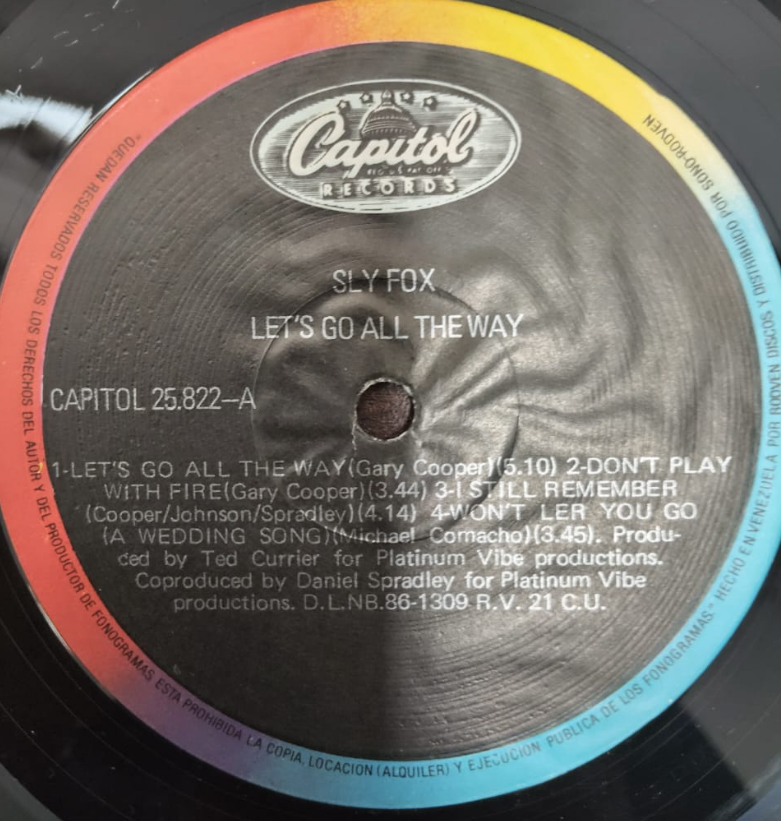 Capitol
REG. U.S. PAT. OFF.
RECORDS
SLY FOX
LET'S GO ALL THE WAY
CAPITOL 25.822–A
1-LET'S GO ALL THE WAY(Gary Cooper)(5.10) 2-DON'T PLAY
WITH FIRE(Gary Cooper)(3.44) 3-I STILL REMEMBER
(Cooper/Johnson/Spradley)(4.14) 4-WON'T LER YOU GO
(A WEDDING SONG)(Michael Comacho)(3.45). Produ-
ced by Ted Currier for Platinum Vibe productions.
Coproduced by Daniel Spradley for Platinum Vibe
productions. D.L.NB.86-1309 R.V. 21 C.U.
"QUEDAN RESERVADOS TODOS LOS DERECHOS DEL AUTOR Y DEL PRODUCTOR DE FONOGRAMAS. ESTA PROHIBIDA LA COPIA, LOCACION (ALQUILER) Y EJECUCION PUBLICA DE LOS FONOGRAMAS." HECHO EN VENEZUELA POR RODVEN DISCOS Y DISTRIBUIDO POR SONO-RODVEN